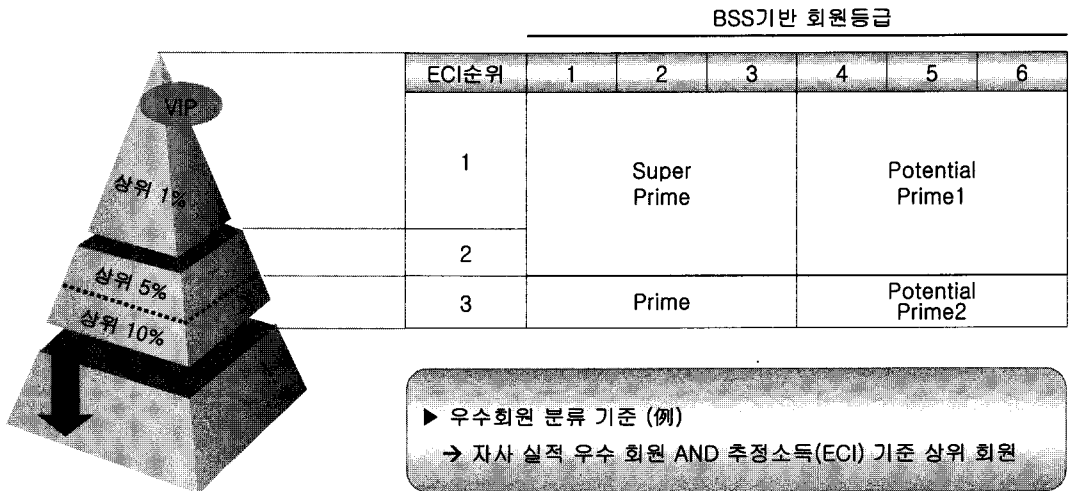 BSS기반 회원등급
ECI순위 1 2 3 4 5 6
VIP
상위 1%
상위 5%
상위 10%
1
Super
Prime
Potential
Prime1
2
3
Prime
Potential
Prime2
▶ 우수회원 분류 기준 (例)
→ 자사 실적 우수 회원 AND 추정소득(ECI) 기준 상위 회원